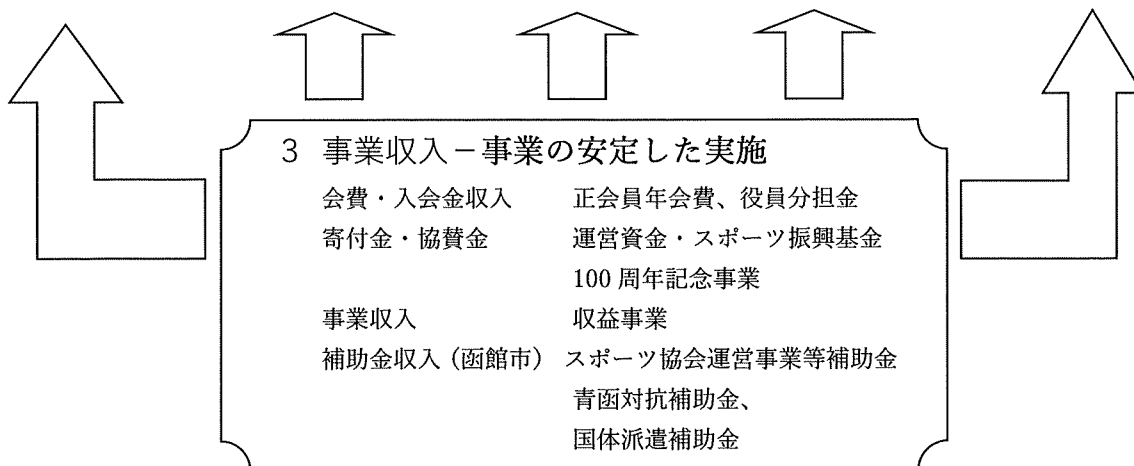 3 事業収入－事業の安定した実施
会費・入会金収入 正会員年会費、役員分担金
寄付金・協賛金 運営資金・スポーツ振興基金
100 周年記念事業
事業収入 収益事業
補助金収入（函館市） スポーツ協会運営事業等補助金
青函対抗補助金、
国体派遣補助金